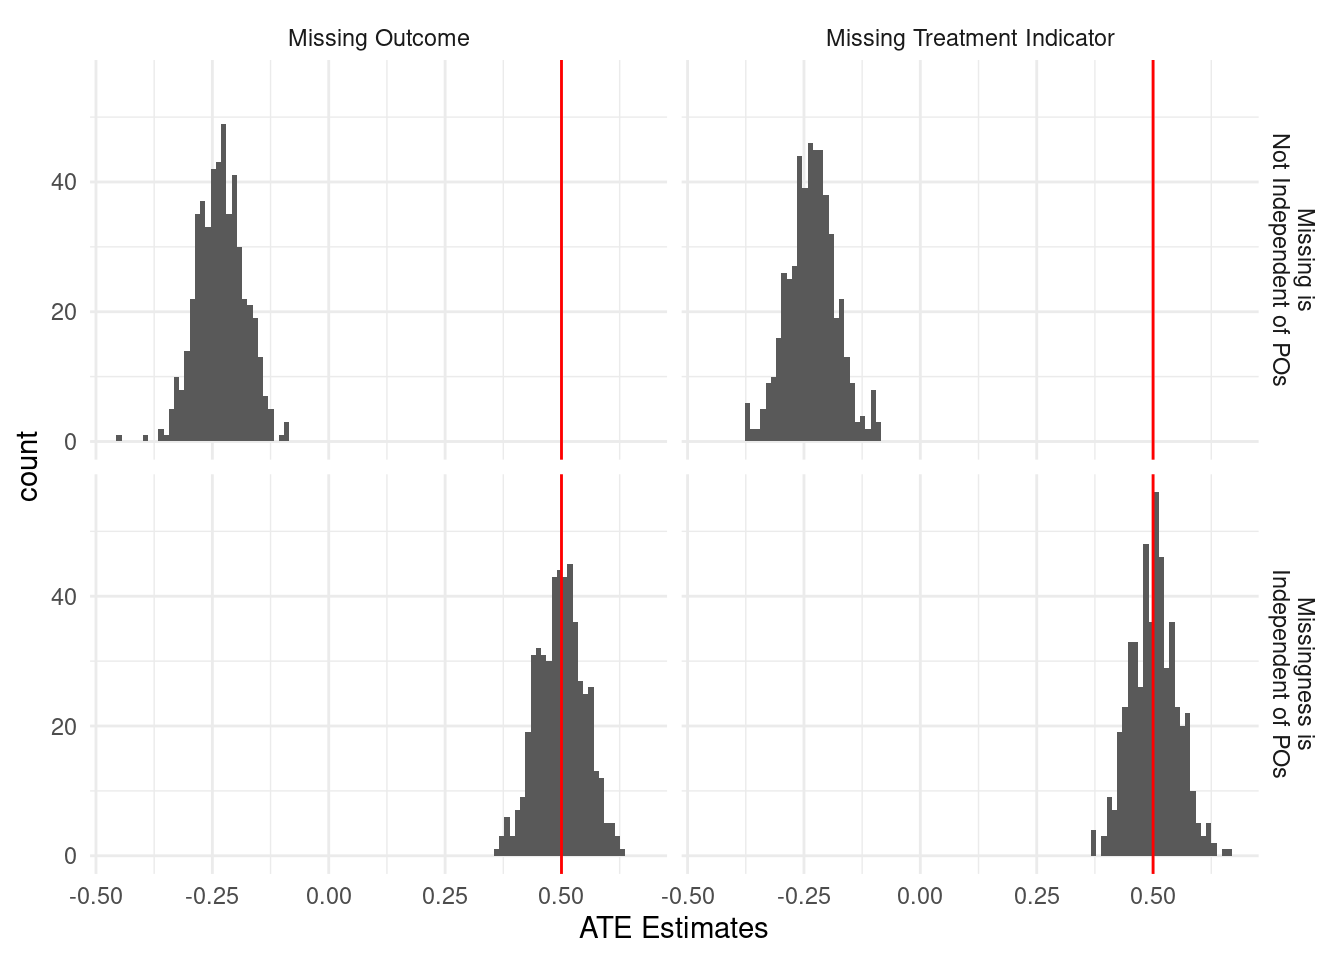 Missing Outcome
Missing Treatment Indicator
40
20
0
Missing is
Not Independent of POs
count
40
20
0
Missingness is
Independent of POs
-0.50
-0.25
0.00
0.25
0.50
-0.50
-0.25
0.00
0.25
0.50
ATE Estimates